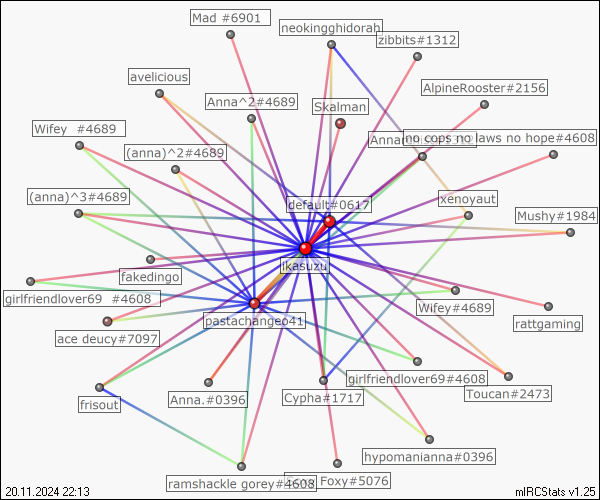 Mad #6901
neokingghidorah
zibbits#1312
avelicious
AlpineRooster#2156
Anna^2#4689
Skalman
Wifey  #4689
no cops no laws no hope#4608
(anna)^2#4689
(anna)^3#4689
default#0617
xenoyaut
Mushy#1984
ikasuzu
fakedingo
girlfriendlover69  #4608
pastachangeo41
Wifey#4689
rattgaming
ace deucy#7097
girlfriendlover69#4608
Toucan#2473
frisout
Anna.#0396
Cypha#1717
hypomanianna#0396
ramshackle gorey#4608
Foxy#5076
20.11.2024 22:13
mIRCStats v1.25